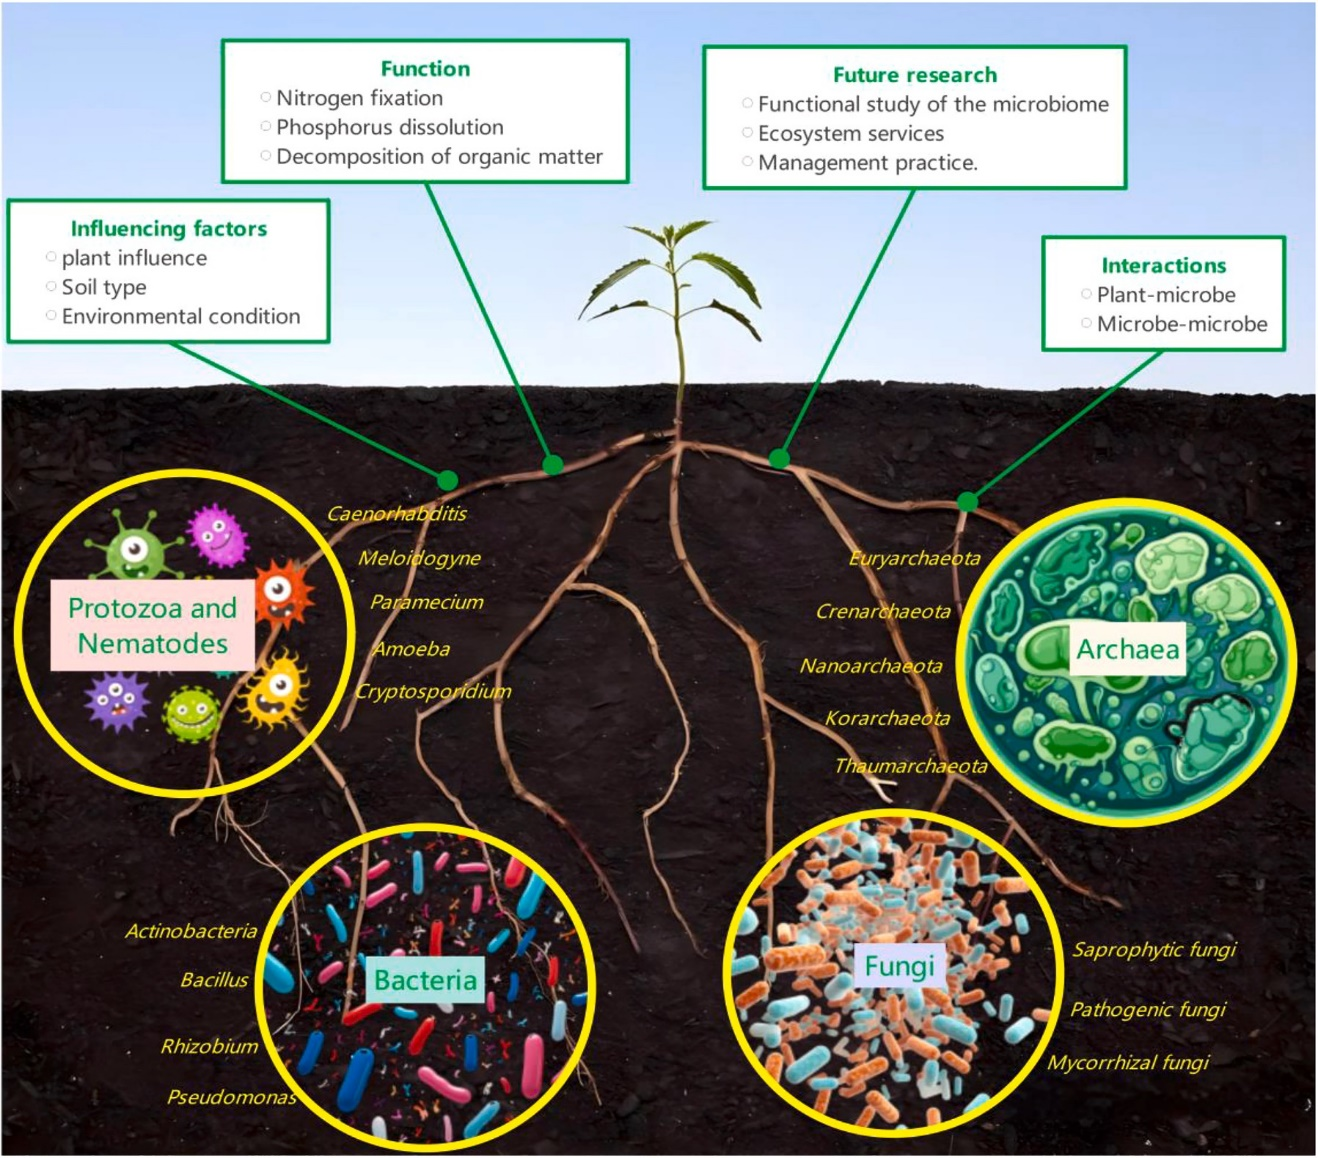 Function
Nitrogen fixation
Phosphorus dissolution
Decomposition of organic matter
Future research
Functional study of the microbiome
Ecosystem services
Management practice.
Influencing factors
plant influence
Soil type
Environmental condition
Interactions
Plant-microbe
Microbe-microbe
Protozoa and
Nematodes
Caenorhabditis
Meloidogyne
Paramecium
Amoeba
Cryptosporidium
Euryarchaeota
Crenarchaeota
Nanoarchaeota
Korarchaeota
Thaumarchaeota
Archaea
Actinobacteria
Bacillus
Rhizobium
Pseudomonas
Bacteria
Fungi
Saprophytic fungi
Pathogenic fungi
Mycorrhizal fungi